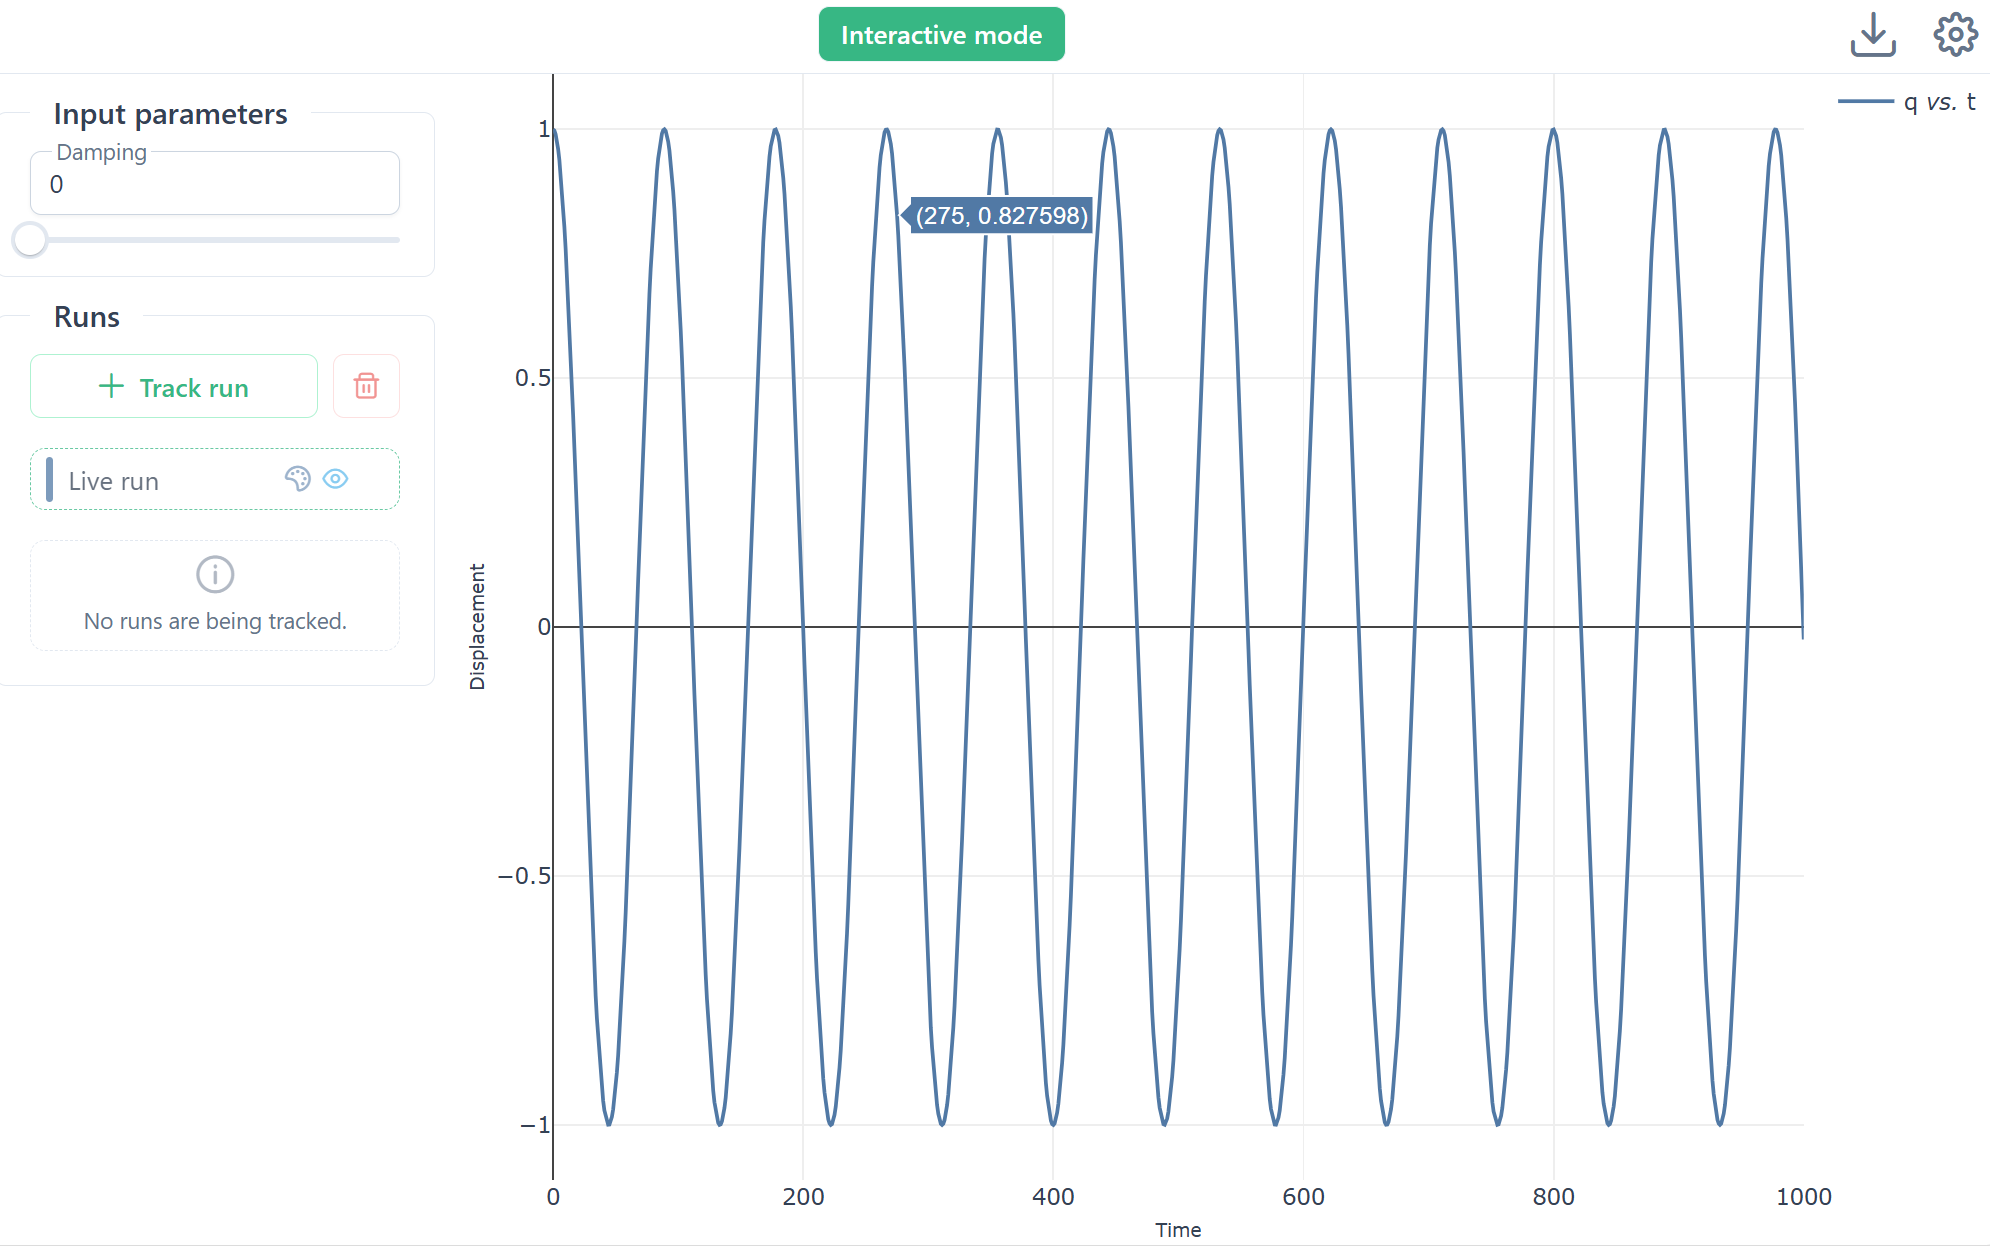 Interactive mode
Input parameters
Damping
0
Runs
Track run
Live run
No runs are being tracked.
q vs. t
1
0.5
0
−0.5
−1
(275, 0.827598)
Displacement
0 200 400 600 800 1000
Time